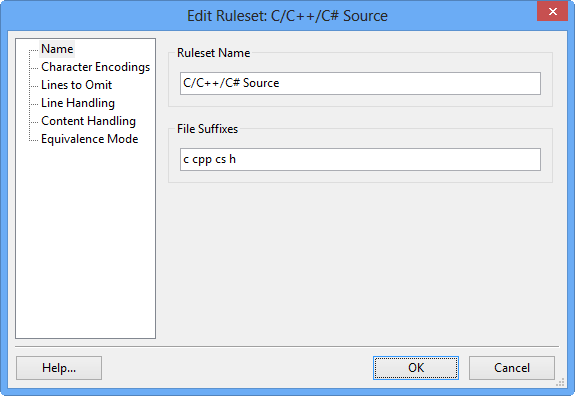 Edit Ruleset: C/C++/C# Source
Name
Character Encodings
Lines to Omit
Line Handling
Content Handling
Equivalence Mode
Ruleset Name
C/C++/C# Source
File Suffixes
c cpp cs h
Help...
OK
Cancel